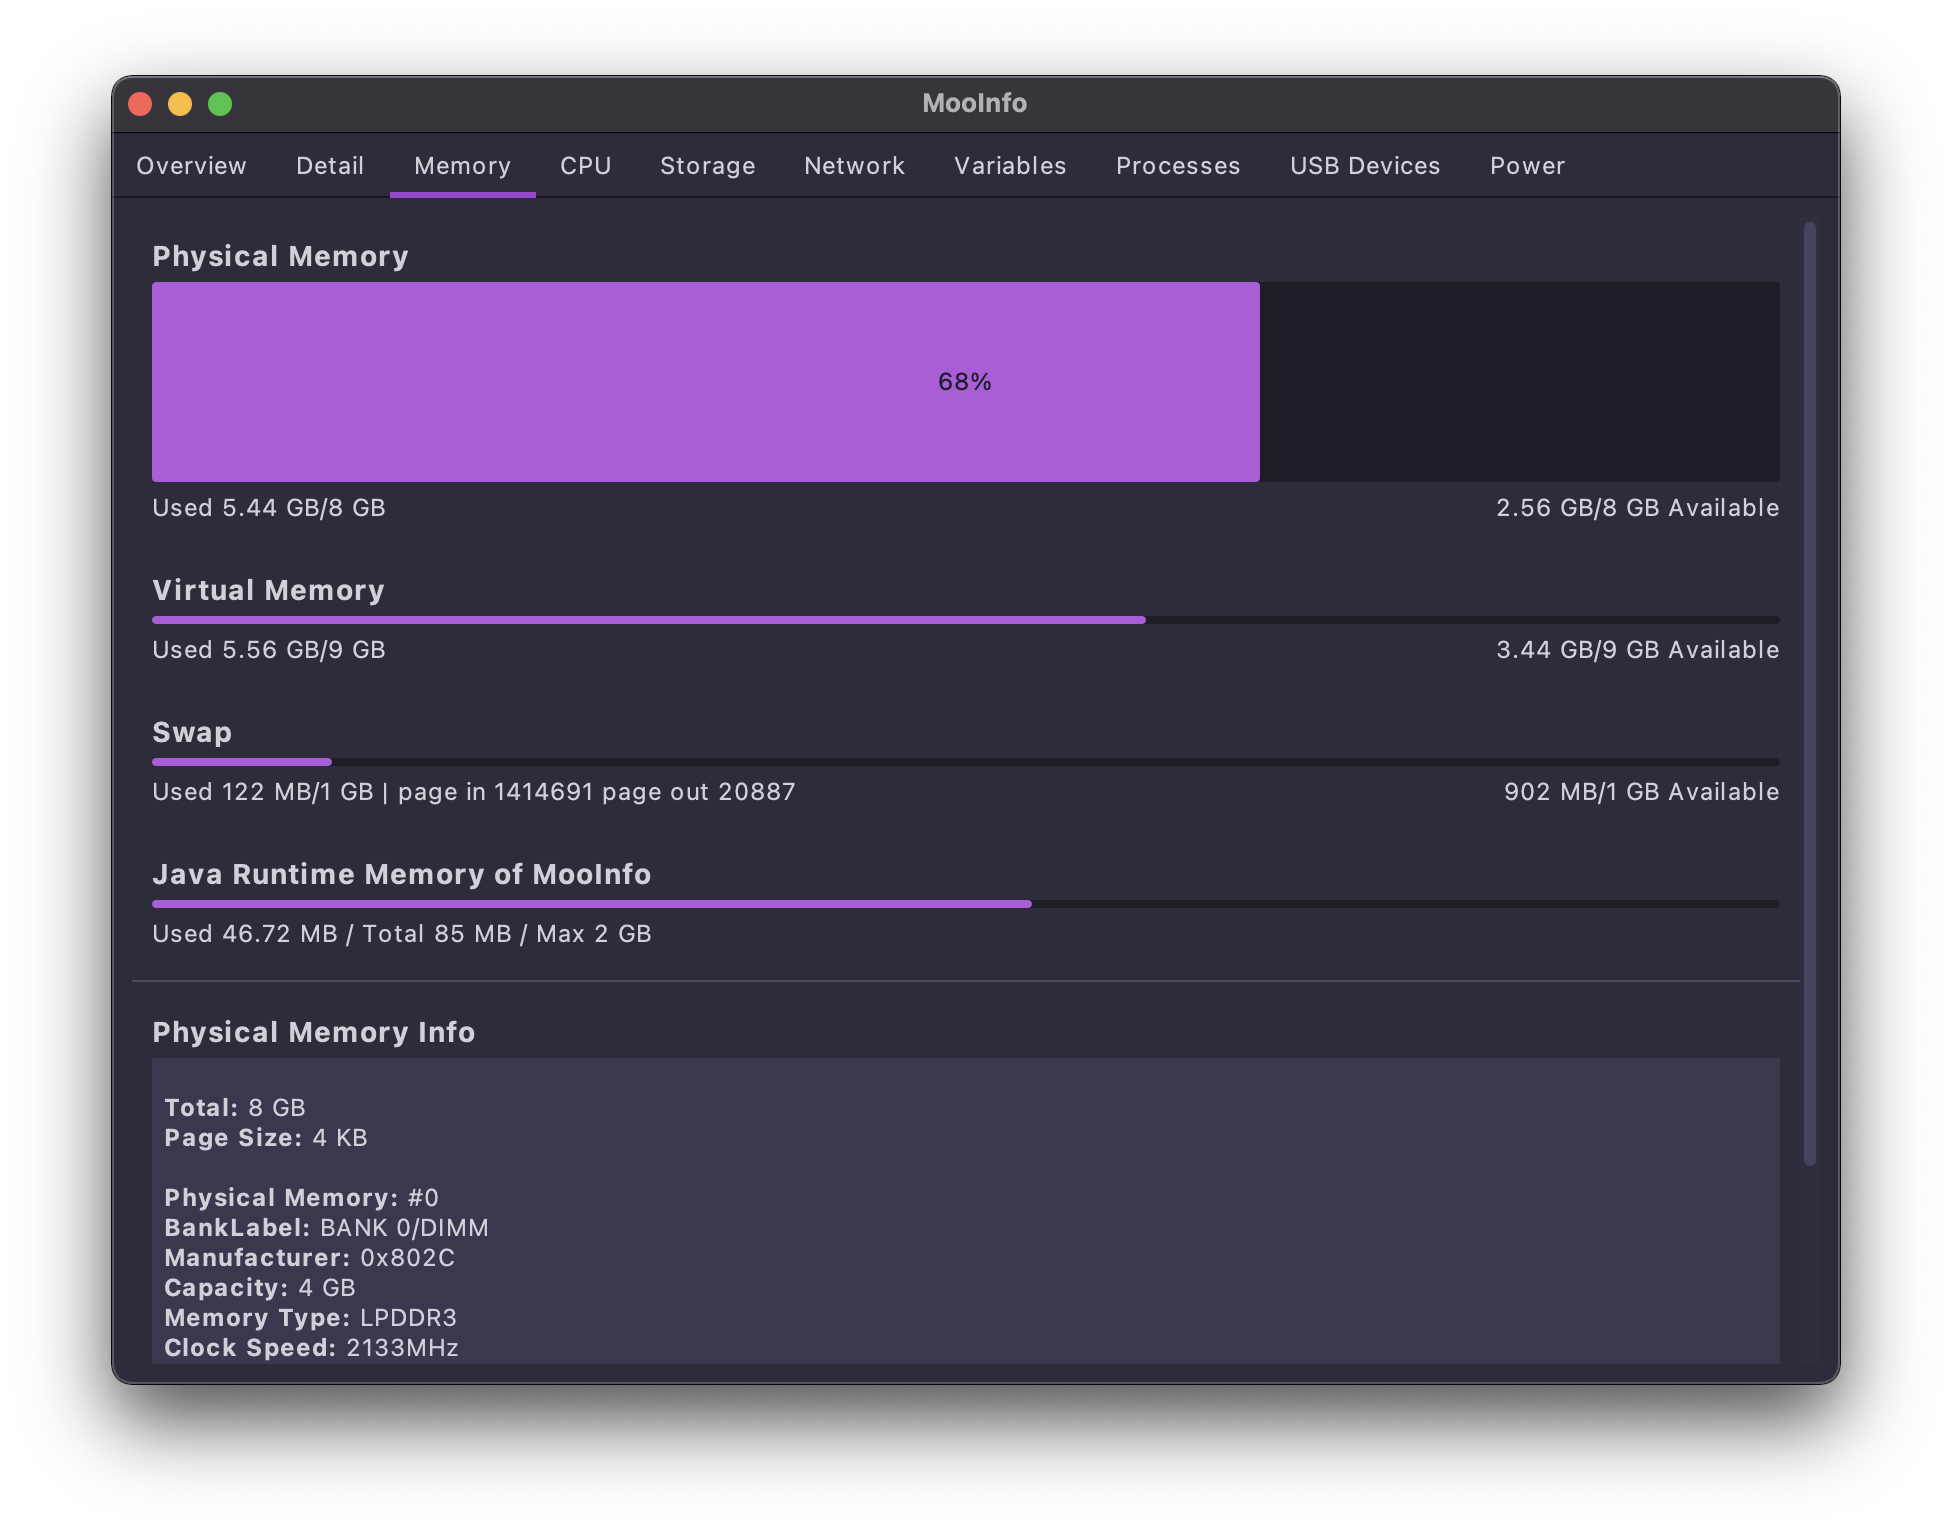 MooInfo
Overview Detail Memory CPU Storage Network Variables Processes USB Devices Power
Physical Memory
68%
Used 5.44 GB/8 GB 2.56 GB/8 GB Available
Virtual Memory
Used 5.56 GB/9 GB 3.44 GB/9 GB Available
Swap
Used 122 MB/1 GB | page in 1414691 page out 20887 902 MB/1 GB Available
Java Runtime Memory of MooInfo
Used 46.72 MB / Total 85 MB / Max 2 GB
Physical Memory Info
Total: 8 GB
Page Size: 4 KB
Physical Memory: #0
BankLabel: BANK 0/DIMM
Manufacturer: 0x802C
Capacity: 4 GB
Memory Type: LPDDR3
Clock Speed: 2133MHz